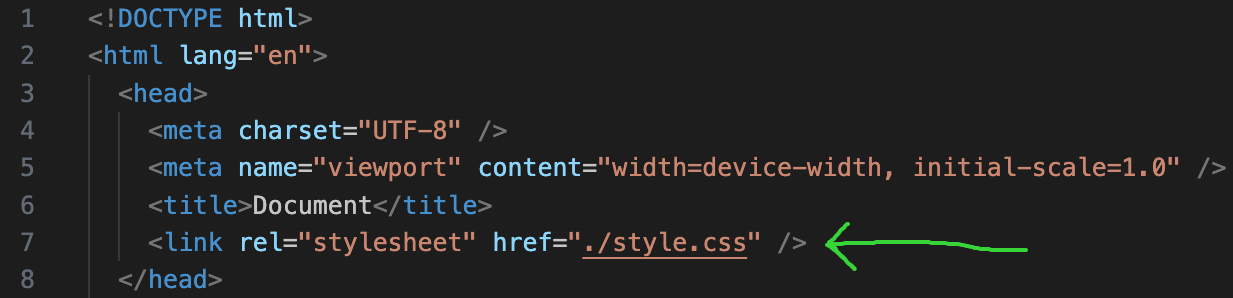 1 <!DOCTYPE html>
2 <html lang="en">
3 <head>
4 <meta charset="UTF-8" />
5 <meta name="viewport" content="width=device-width, initial-scale=1.0" />
6 <title>Document</title>
7 <link rel="stylesheet" href="./style.css" />
8 </head>